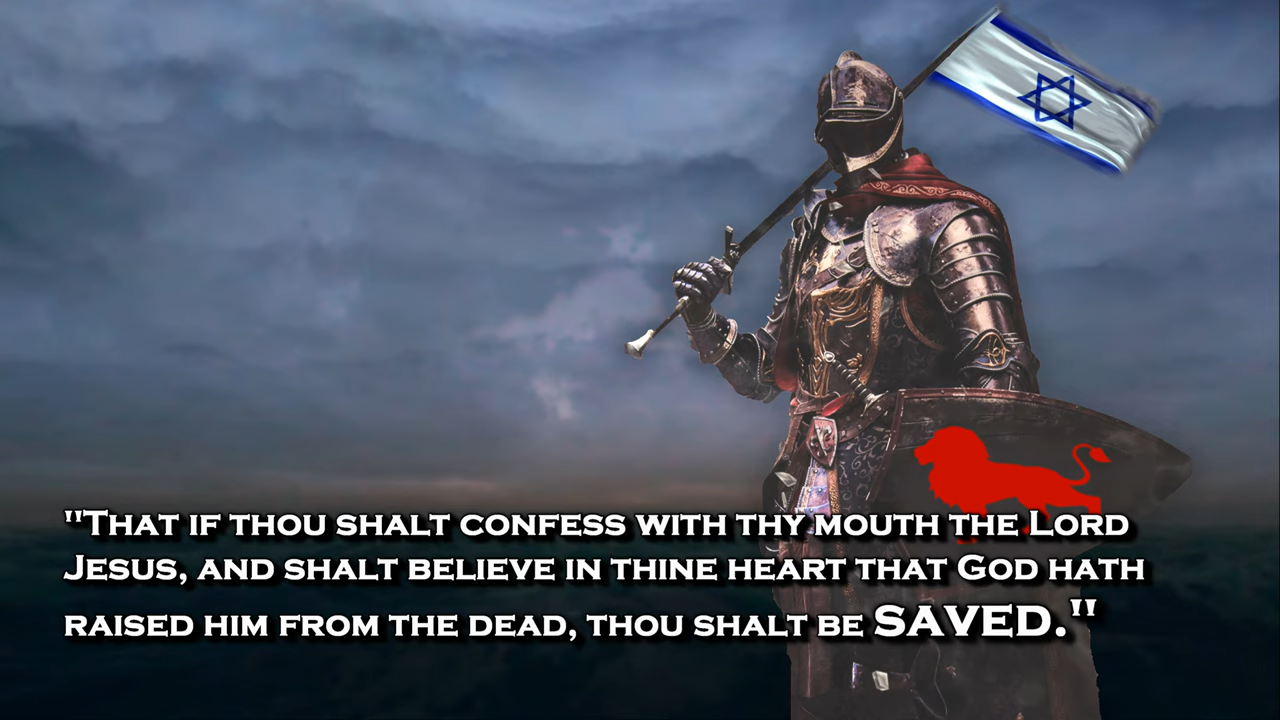 "That if thou shalt confess with thy mouth the Lord
Jesus, and shalt believe in thine heart that God hath
raised him from the dead, thou shalt be SAVED."